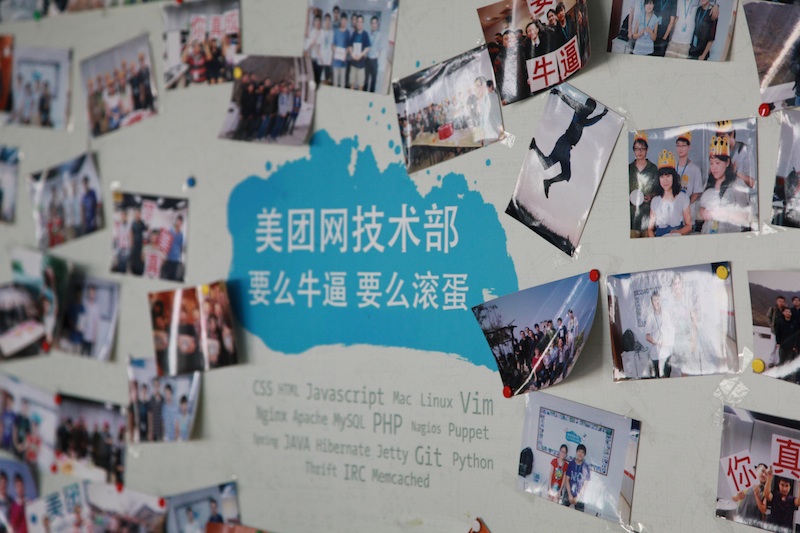 牛逼
美团网技术部
要么牛逼 要么滚蛋
CSS HTML Javascript Mac Linux Vim
Nginx Apache MySQL PHP Nagios Puppet
Spring JAVA Hibernate Jetty Git Python
Thrift IRC Memcached
你 真